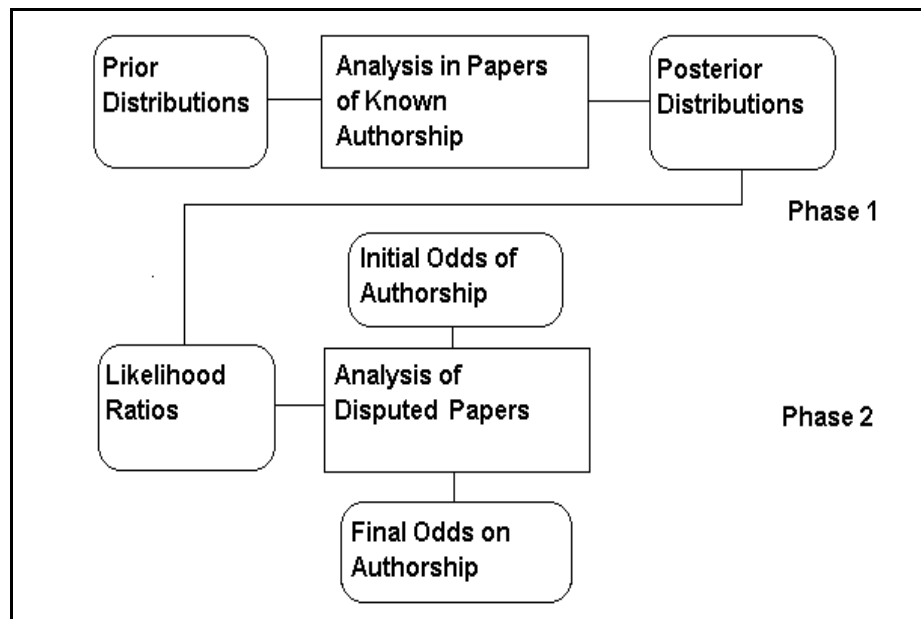 Prior
Distributions
Analysis in Papers
of Known
Authorship
Posterior
Distributions
Phase 1
Initial Odds of
Authorship
Likelihood
Ratios
Analysis of
Disputed Papers
Phase 2
Final Odds on
Authorship